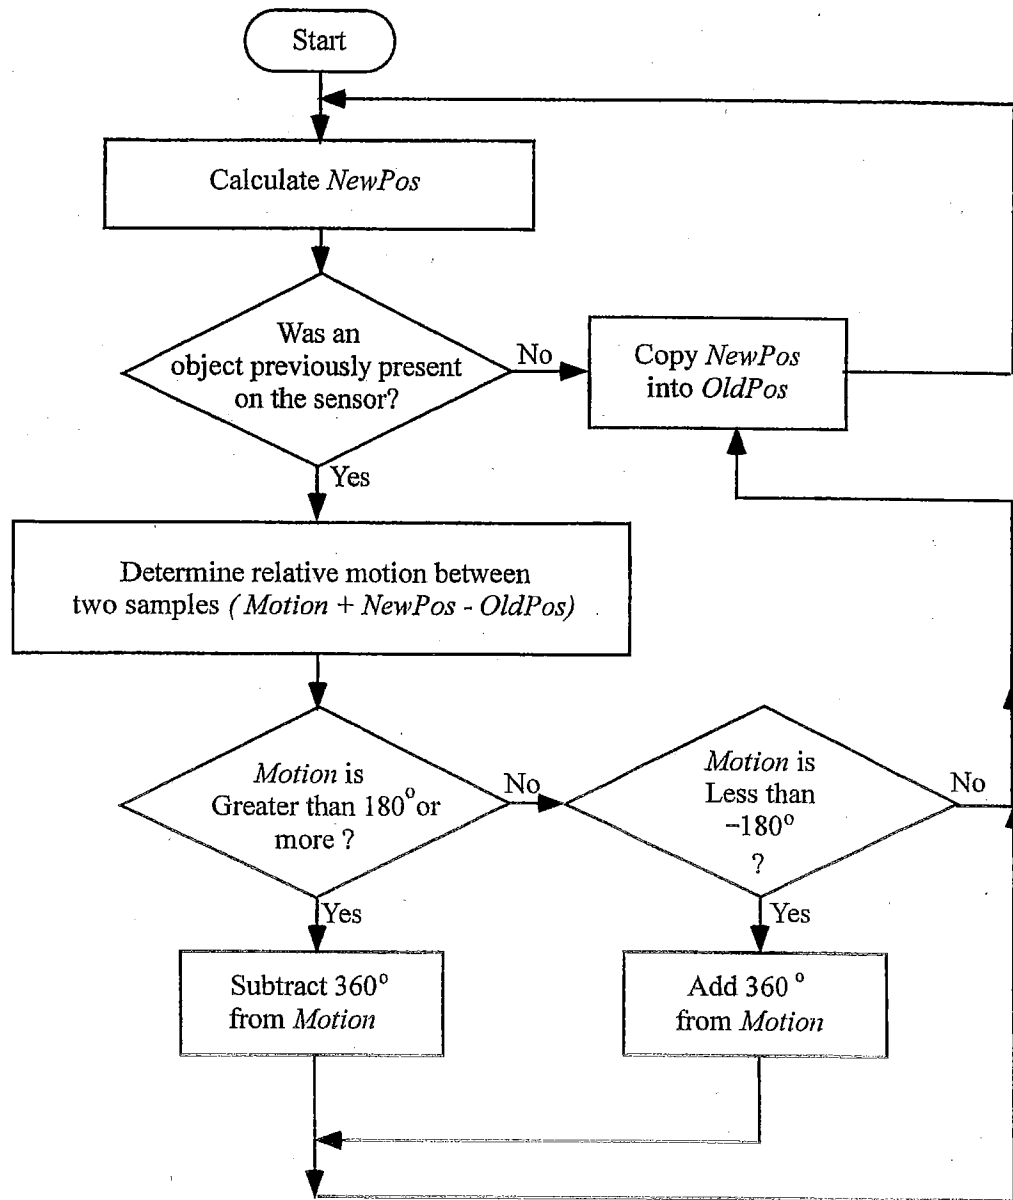 Start
Calculate NewPos
Was an
object previously present
on the sensor?
No
Copy NewPos
into OldPos
Yes
Determine relative motion between
two samples (Motion + NewPos - OldPos)
Motion is
Greater than 180° or
more ?
No
Motion is
Less than
−180°
?
No
Yes
Yes
Subtract 360°
from Motion
Add 360 °
from Motion